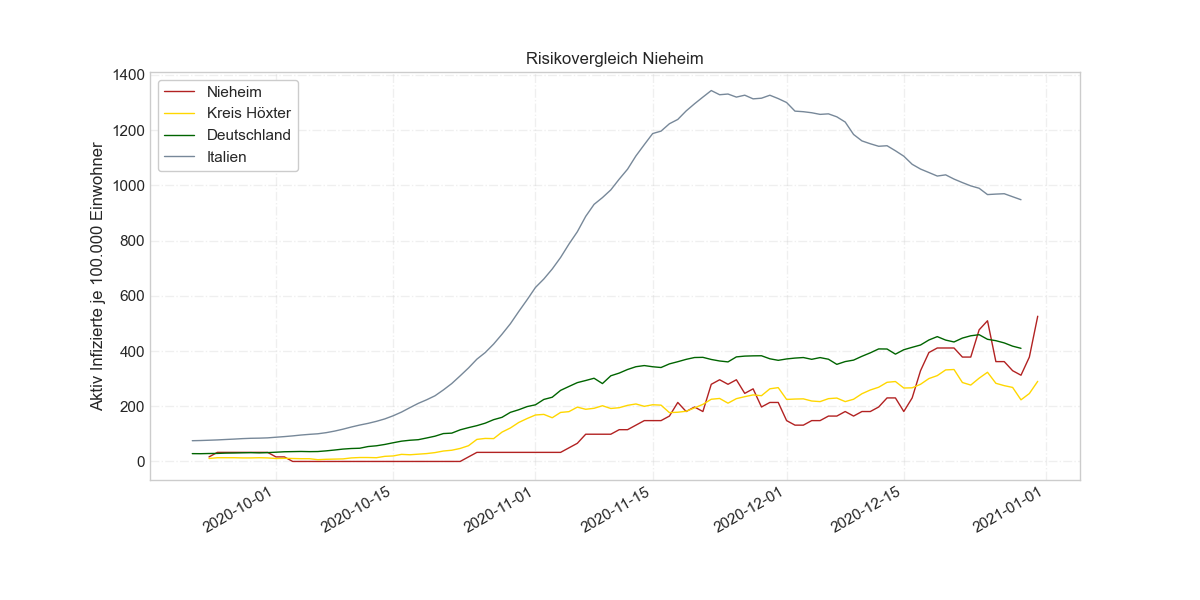 Risikovergleich Nieheim
Aktiv Infizierte je 100.000 Einwohner
1400
1200
1000
800
600
400
200
0
Nieheim
Kreis Höxter
Deutschland
Italien
2020-10-01
2020-10-15
2020-11-01
2020-11-15
2020-12-01
2020-12-15
2021-01-01